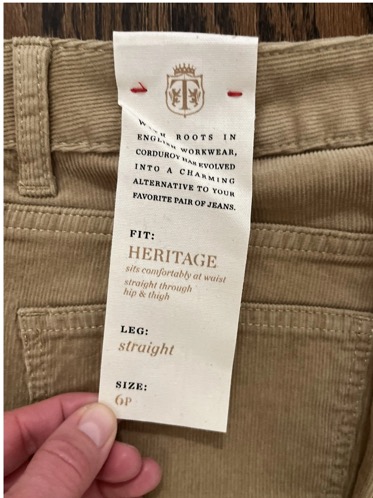 T
WITH ROOTS IN
ENGLISH WORKWEAR,
CORDUROY HAS EVOLVED
INTO A CHARMING
ALTERNATIVE TO YOUR
FAVORITE PAIR OF JEANS.
FIT:
HERITAGE
sits comfortably at waist
straight through
hip & thigh
LEG:
straight
SIZE:
6P